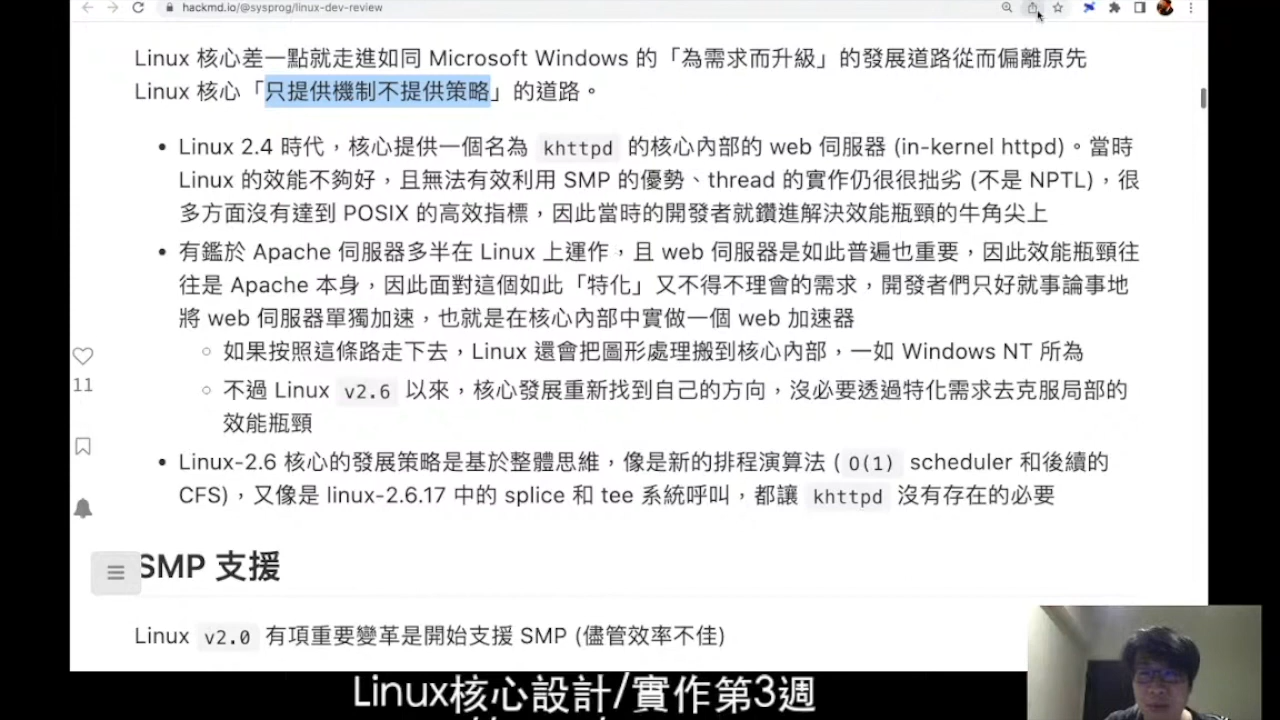 hackmd.io/@sysprog/linux-dev-review
Linux 核心差一點就走進如同 Microsoft Windows 的「為需求而升級」的發展道路從而偏離原先
Linux 核心「只提供機制不提供策略」的道路。
• Linux 2.4 時代，核心提供一個名為 khttpd 的核心內部的 web 伺服器 (in-kernel httpd)。當時
Linux 的效能不夠好，且無法有效利用 SMP 的優勢、thread 的實作仍很很拙劣 (不是 NPTL)，很
多方面沒有達到 POSIX 的高效指標，因此當時的開發者就鑽進解決效能瓶頸的牛角尖上
• 有鑑於 Apache 伺服器多半在 Linux 上運作，且 web 伺服器是如此普遍也重要，因此效能瓶頸往
往是 Apache 本身，因此面對這個如此「特化」又不得不理會的需求，開發者們只好就事論事地
將 web 伺服器單獨加速，也就是在核心內部中實做一個 web 加速器
◦ 如果按照這條路走下去，Linux 還會把圖形處理搬到核心內部，一如 Windows NT 所為
◦ 不過 Linux v2.6 以來，核心發展重新找到自己的方向，沒必要透過特化需求去克服局部的
效能瓶頸
11
• Linux-2.6 核心的發展策略是基於整體思維，像是新的排程演算法 ( O(1) scheduler 和後續的
CFS)，又像是 linux-2.6.17 中的 splice 和 tee 系統呼叫，都讓 khttpd 沒有存在的必要
SMP 支援
Linux v2.0 有項重要變革是開始支援 SMP (儘管效率不佳)
Linux核心設計/實作第3週